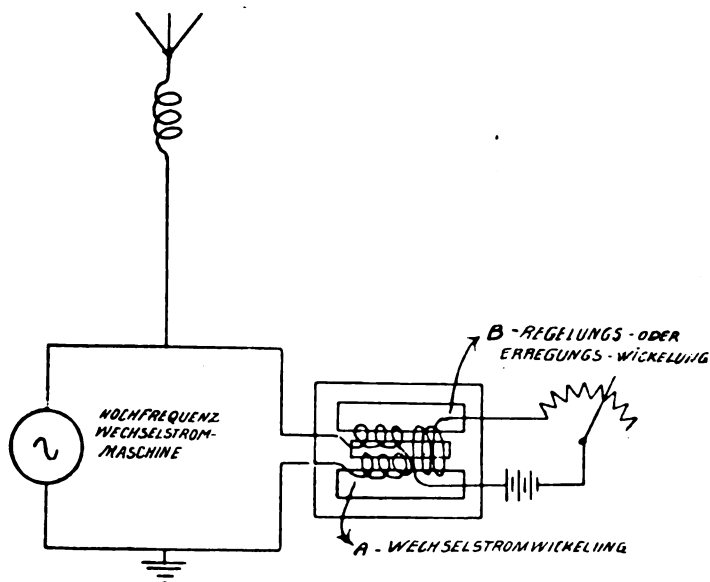 B - REGELUNGS - ODER
ERREGUNGS - WICKELUNG
HOCHFREQUENZ
WECHSELSTROM-
MASCHINE
A - WECHSELSTROMWICKELUNG